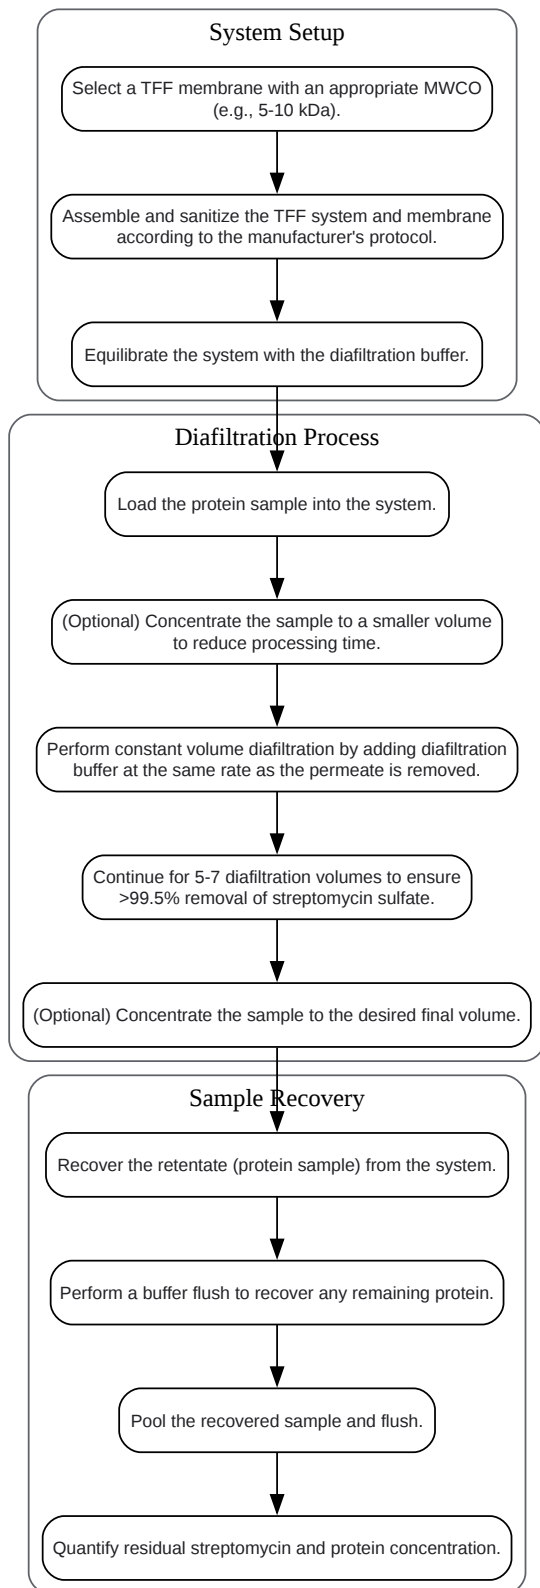 System Setup
Select a TFF membrane with an appropriate MWCO
(e.g., 5-10 kDa).
Assemble and sanitize the TFF system and membrane
according to the manufacturer's protocol.
Equilibrate the system with the diafiltration buffer.
Diafiltration Process
Load the protein sample into the system.
(Optional) Concentrate the sample to a smaller volume
to reduce processing time.
Perform constant volume diafiltration by adding diafiltration
buffer at the same rate as the permeate is removed.
Continue for 5-7 diafiltration volumes to ensure
>99.5% removal of streptomycin sulfate.
(Optional) Concentrate the sample to the desired final volume.
Sample Recovery
Recover the retentate (protein sample) from the system.
Perform a buffer flush to recover any remaining protein.
Pool the recovered sample and flush.
Quantify residual streptomycin and protein concentration.